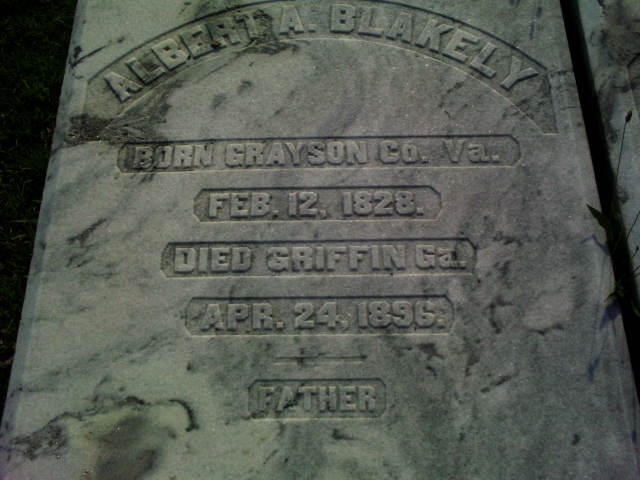 ALBERT A. BLAKELY
BORN GRAYSON Co. Va.
FEB. 12, 1828.
DIED GRIFFIN Ga.
APR. 24, 1896.
FATHER